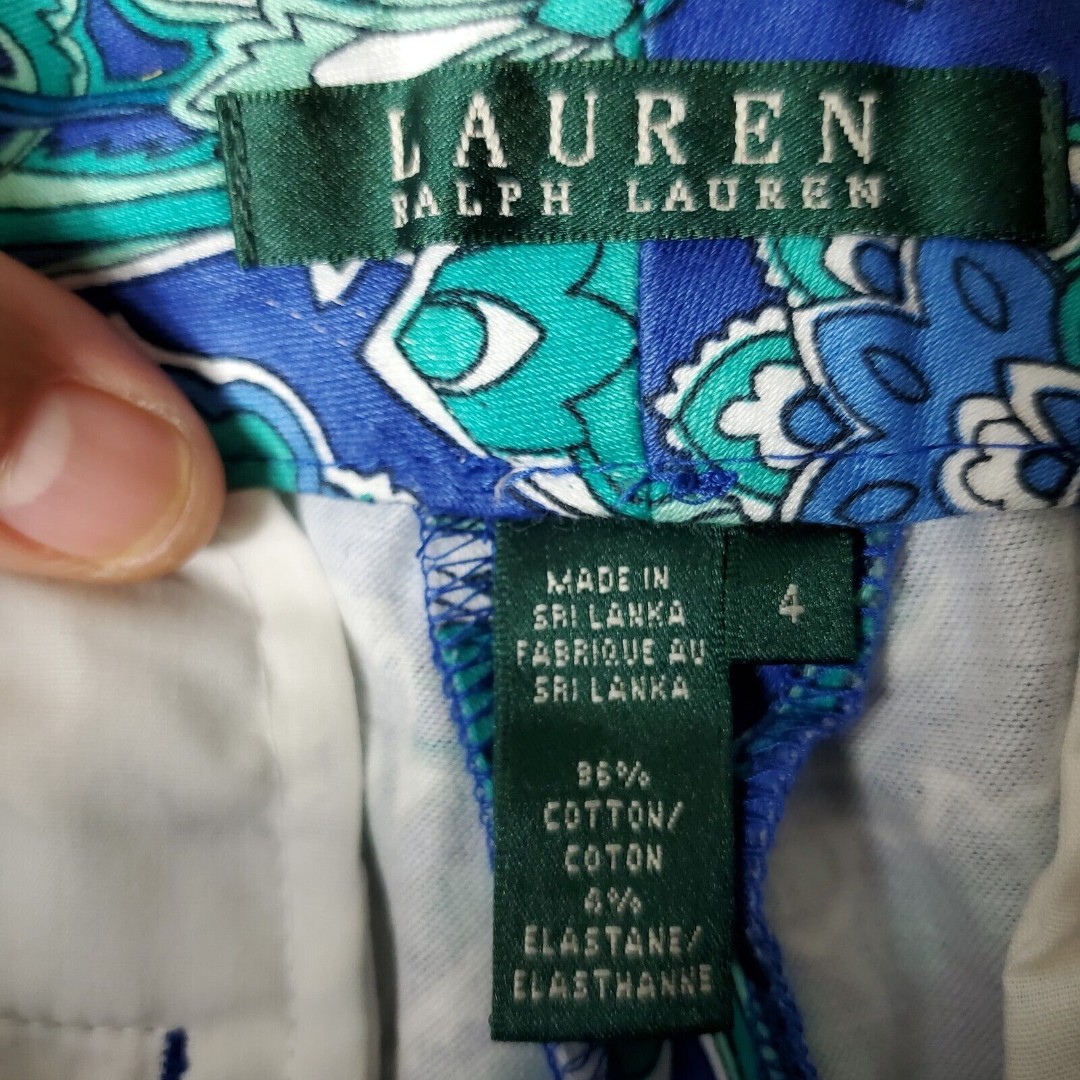 LAUREN
RALPH LAUREN
MADE IN
SRI LANKA
FABRIQUE AU
SRI LANKA
4
96%
COTTON/
COTON
4%
ELASTANE/
ELASTHANNE